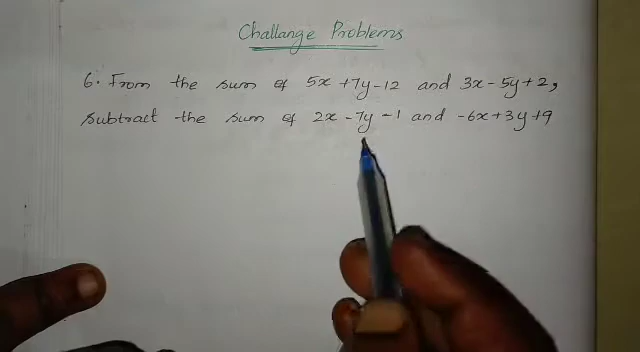 Challange Problems
6. From the sum of 5x +7y-12 and 3x-5y+2,
subtract the sum of 2x -7y -1 and -6x+3y+9